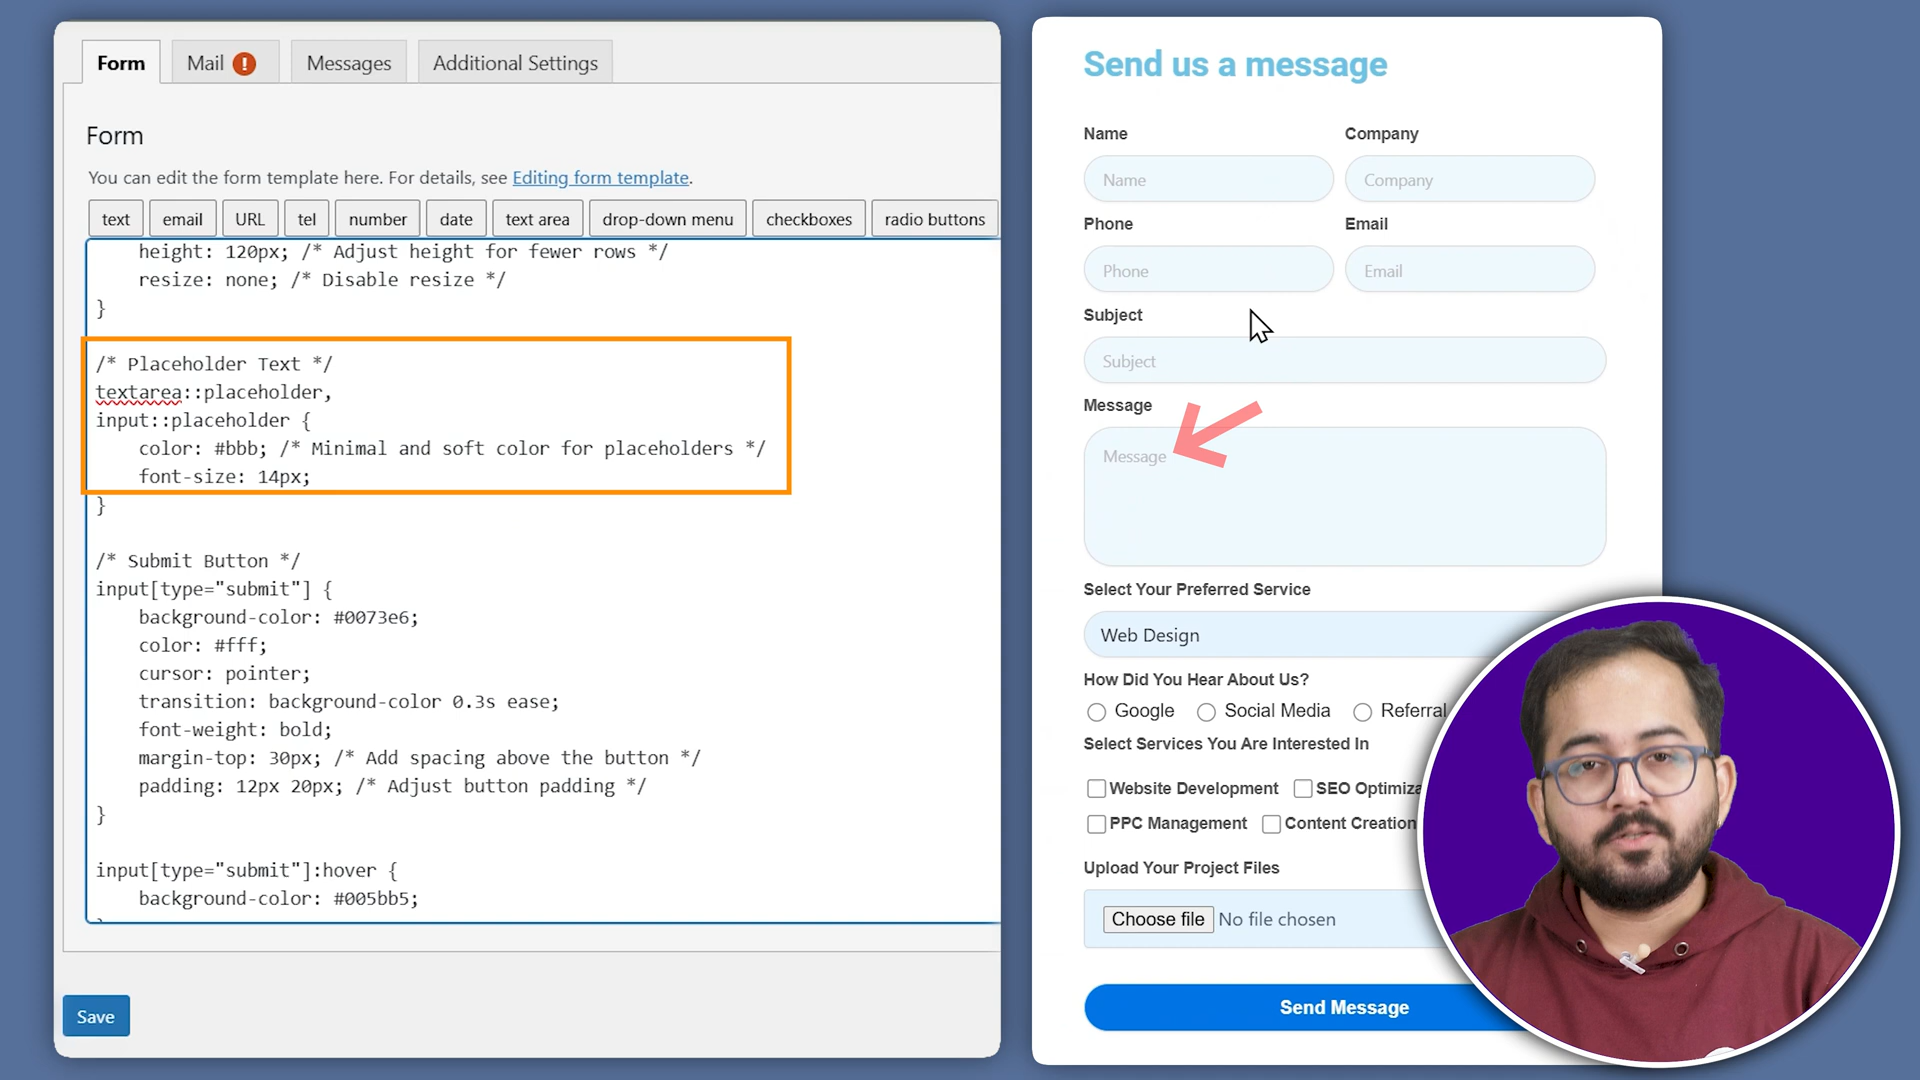 Form
Mail !
Messages
Additional Settings
Form
You can edit the form template here. For details, see Editing form template.
text
email
URL
tel
number
date
text area
drop-down menu
checkboxes
radio buttons
height: 120px; /* Adjust height for fewer rows */
resize: none; /* Disable resize */
}
/* Placeholder Text */
textarea::placeholder,
input::placeholder {
color: #bbb; /* Minimal and soft color for placeholders */
font-size: 14px;
}
/* Submit Button */
input[type="submit"] {
background-color: #0073e6;
color: #fff;
cursor: pointer;
transition: background-color 0.3s ease;
font-weight: bold;
margin-top: 30px; /* Add spacing above the button */
padding: 12px 20px; /* Adjust button padding */
}
input[type="submit"]:hover {
background-color: #005bb5;
Save
Send us a message
Name
Company
Name
Company
Phone
Email
Phone
Email
Subject
Subject
Message
Message
Select Your Preferred Service
Web Design
How Did You Hear About Us?
Google
Social Media
Referral
Select Services You Are Interested In
Website Development
SEO Optimiza
PPC Management
Content Creation
Upload Your Project Files
Choose file No file chosen
Send Message